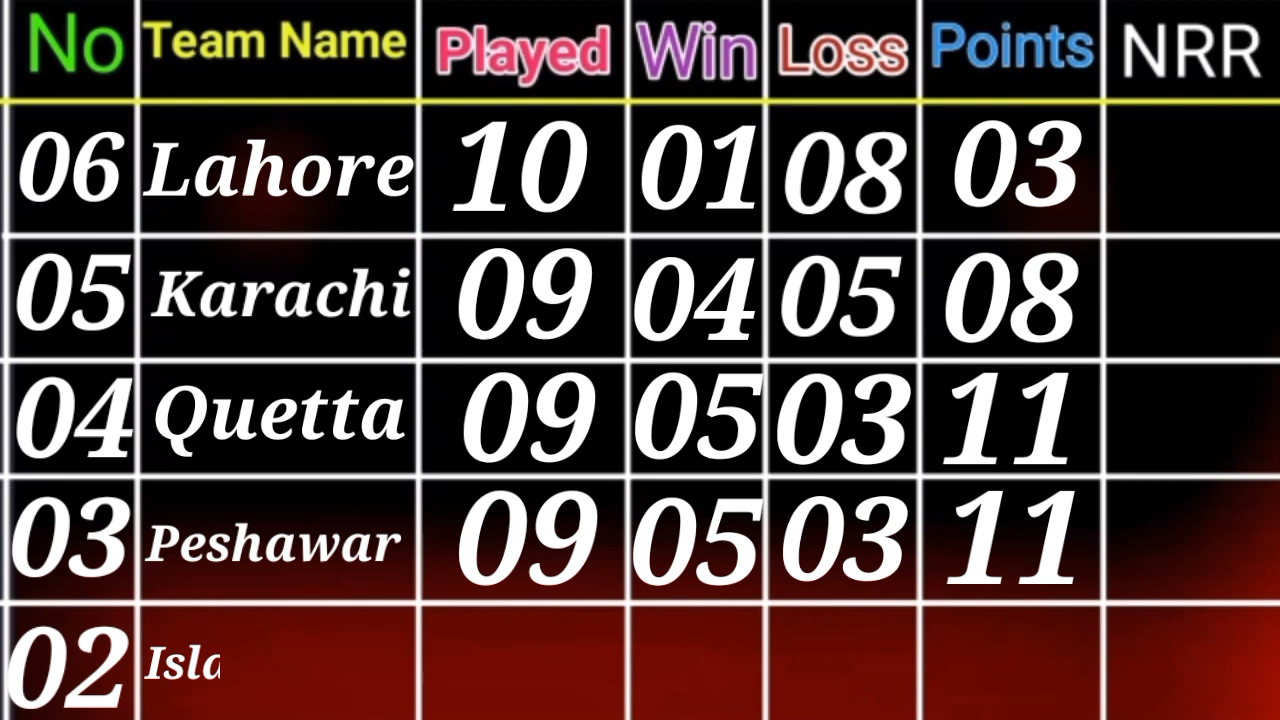 No Team Name Played Win Loss Points NRR
06 Lahore 10 01 08 03
05 Karachi 09 04 05 08
04 Quetta 09 05 03 11
03 Peshawar 09 05 03 11
02 Isla